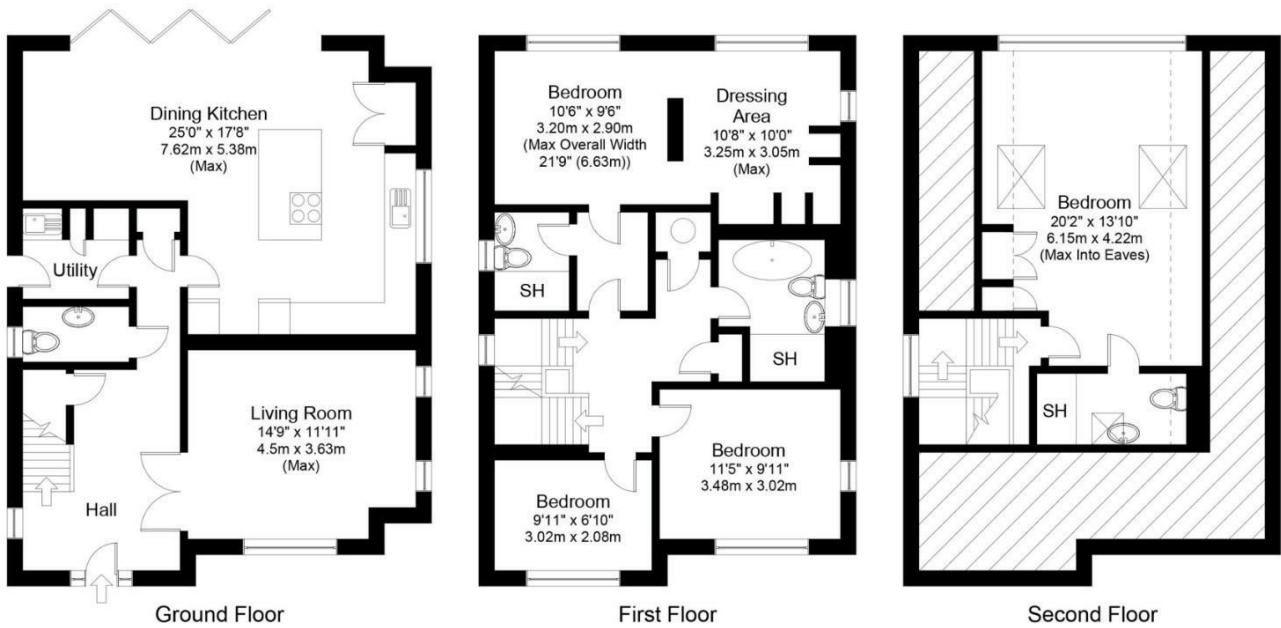 Dining Kitchen
25'0" x 17'8"
7.62m x 5.38m
(Max)
Utility
Living Room
14'9" x 11'11"
4.5m x 3.63m
(Max)
Hall
Ground Floor
Bedroom
10'6" x 9'6"
3.20m x 2.90m
(Max Overall Width
21'9" (6.63m))
Dressing
Area
10'8" x 10'0"
3.25m x 3.05m
(Max)
SH
SH
Bedroom
11'5" x 9'11"
3.48m x 3.02m
Bedroom
9'11" x 6'10"
3.02m x 2.08m
First Floor
Bedroom
20'2" x 13'10"
6.15m x 4.22m
(Max Into Eaves)
SH
Second Floor